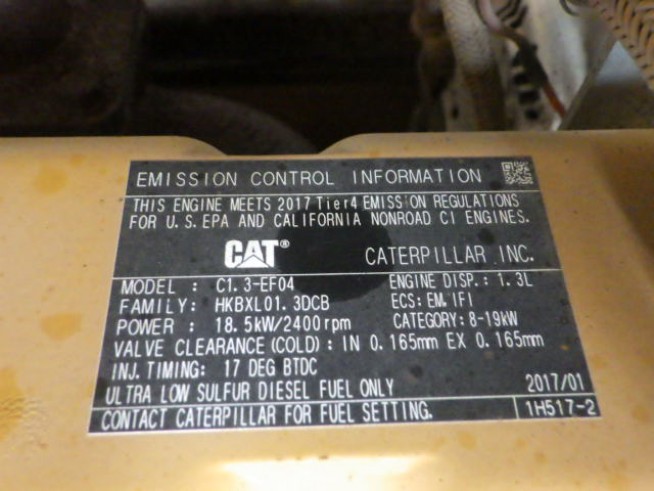 EMISSION CONTROL INFORMATION
THIS ENGINE MEETS 2017 Tier4 EMISSION REGULATIONS
FOR U.S. EPA AND CALIFORNIA NONROAD CI ENGINES.
CAT® CATERPILLAR INC.
MODEL : C1.3-EF04 ENGINE DISP.: 1.3L
FAMILY: HKBXL01.3DCB ECS: EM, IFI
POWER : 18.5kW/2400rpm CATEGORY: 8-19kW
VALVE CLEARANCE(COLD): IN 0.165mm EX 0.165mm
INJ. TIMING: 17 DEG BTDC
ULTRA LOW SULFUR DIESEL FUEL ONLY 2017/01
CONTACT CATERPILLAR FOR FUEL SETTING. 1H517-2